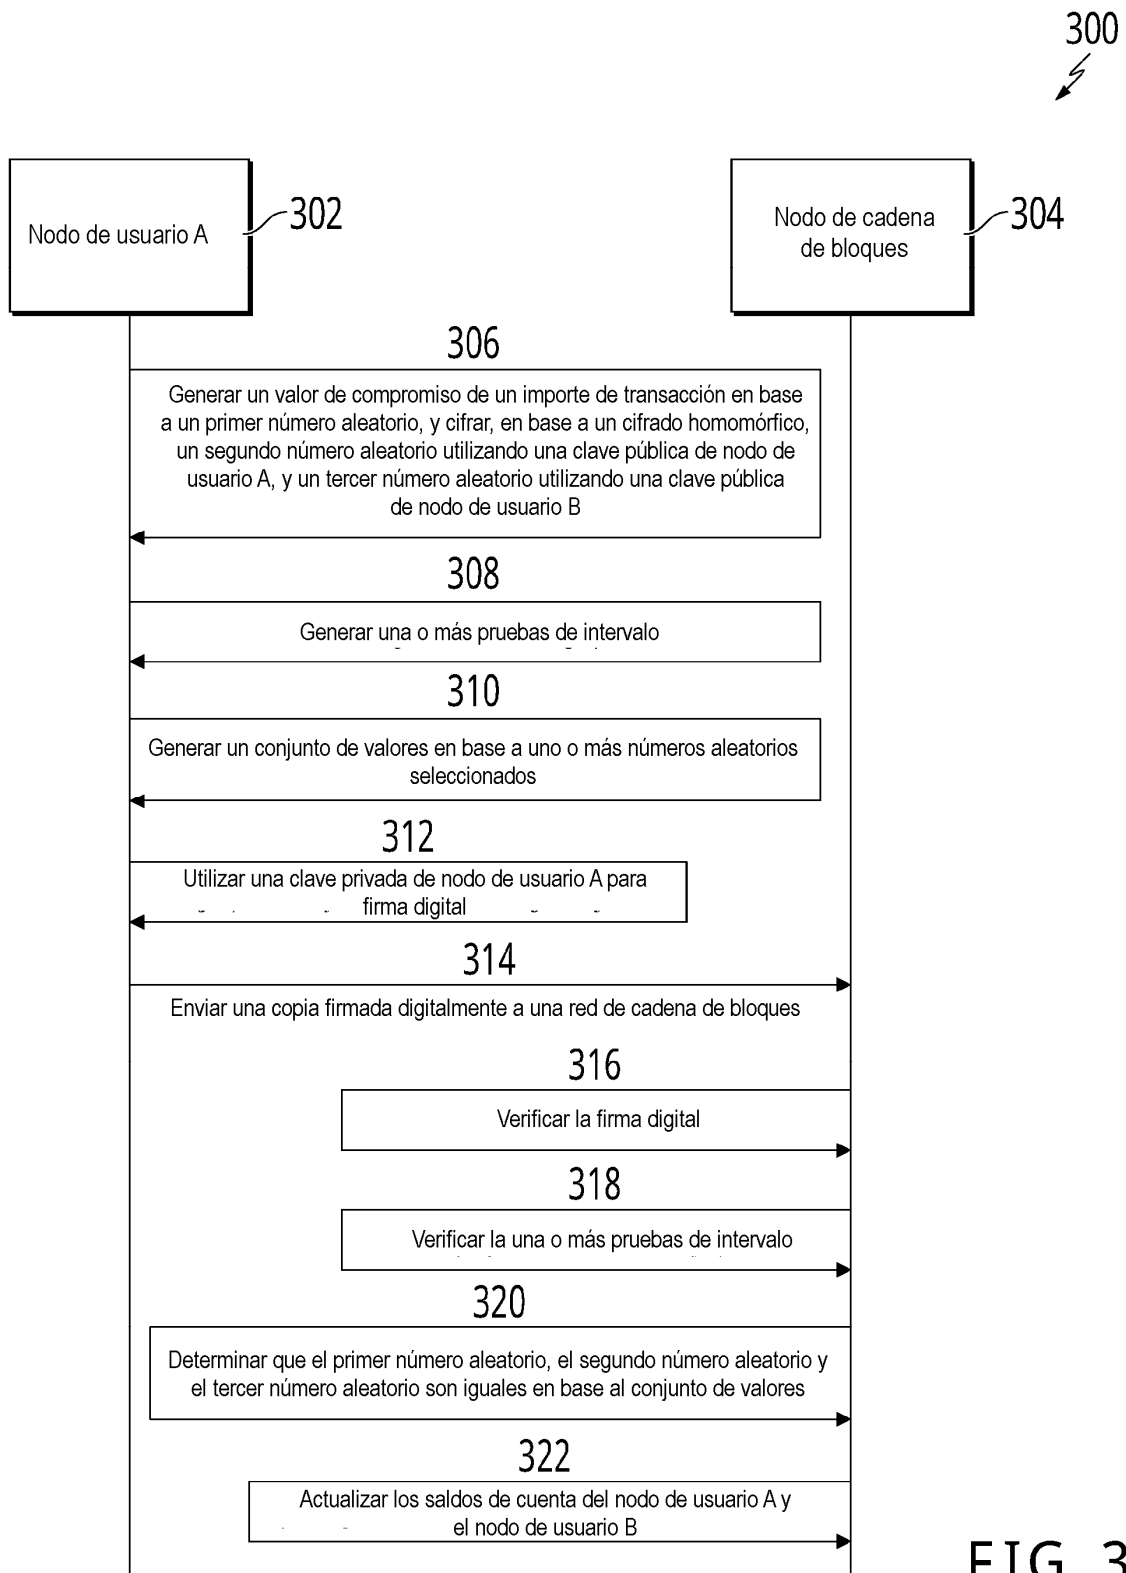 300
Nodo de usuario A
302
Nodo de cadena
de bloques
304
306
Generar un valor de compromiso de un importe de transacción en base
a un primer número aleatorio, y cifrar, en base a un cifrado homomórfico,
un segundo número aleatorio utilizando una clave pública de nodo de
usuario A, y un tercer número aleatorio utilizando una clave pública
de nodo de usuario B
308
Generar una o más pruebas de intervalo
310
Generar un conjunto de valores en base a uno o más números aleatorios
seleccionados
312
Utilizar una clave privada de nodo de usuario A para
firma digital
314
Enviar una copia firmada digitalmente a una red de cadena de bloques
316
Verificar la firma digital
318
Verificar la una o más pruebas de intervalo
320
Determinar que el primer número aleatorio, el segundo número aleatorio y
el tercer número aleatorio son iguales en base al conjunto de valores
322
Actualizar los saldos de cuenta del nodo de usuario A y
el nodo de usuario B
FIG 3